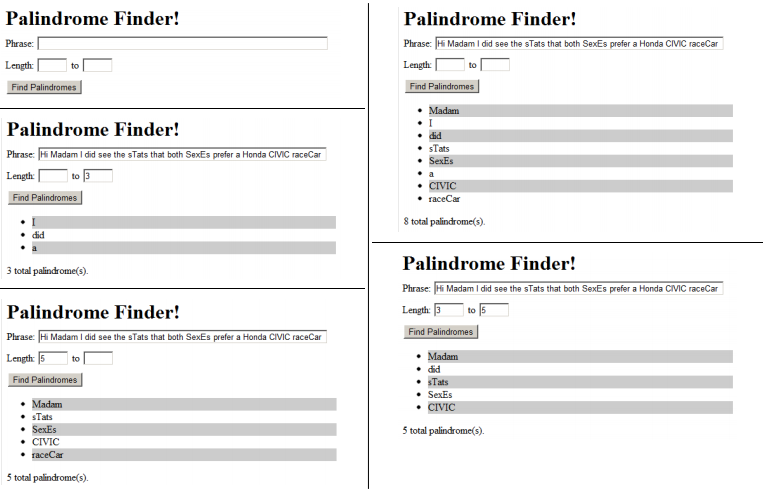 Palindrome Finder!
Phrase:
Length: to
Find Palindromes
Palindrome Finder!
Phrase: Hi Madam I did see the sTats that both SexEs prefer a Honda CIVIC raceCar
Length: to 3
Find Palindromes
• I
• did
• a
3 total palindrome(s).
Palindrome Finder!
Phrase: Hi Madam I did see the sTats that both SexEs prefer a Honda CIVIC raceCar
Length: 5 to
Find Palindromes
• Madam
• sTats
• SexEs
• CIVIC
• raceCar
5 total palindrome(s).
Palindrome Finder!
Phrase: Hi Madam I did see the sTats that both SexEs prefer a Honda CIVIC raceCar
Length: to
Find Palindromes
• Madam
• I
• did
• sTats
• SexEs
• a
• CIVIC
• raceCar
8 total palindrome(s).
Palindrome Finder!
Phrase: Hi Madam I did see the sTats that both SexEs prefer a Honda CIVIC raceCar
Length: 3 to 5
Find Palindromes
• Madam
• did
• sTats
• SexEs
• CIVIC
5 total palindrome(s).